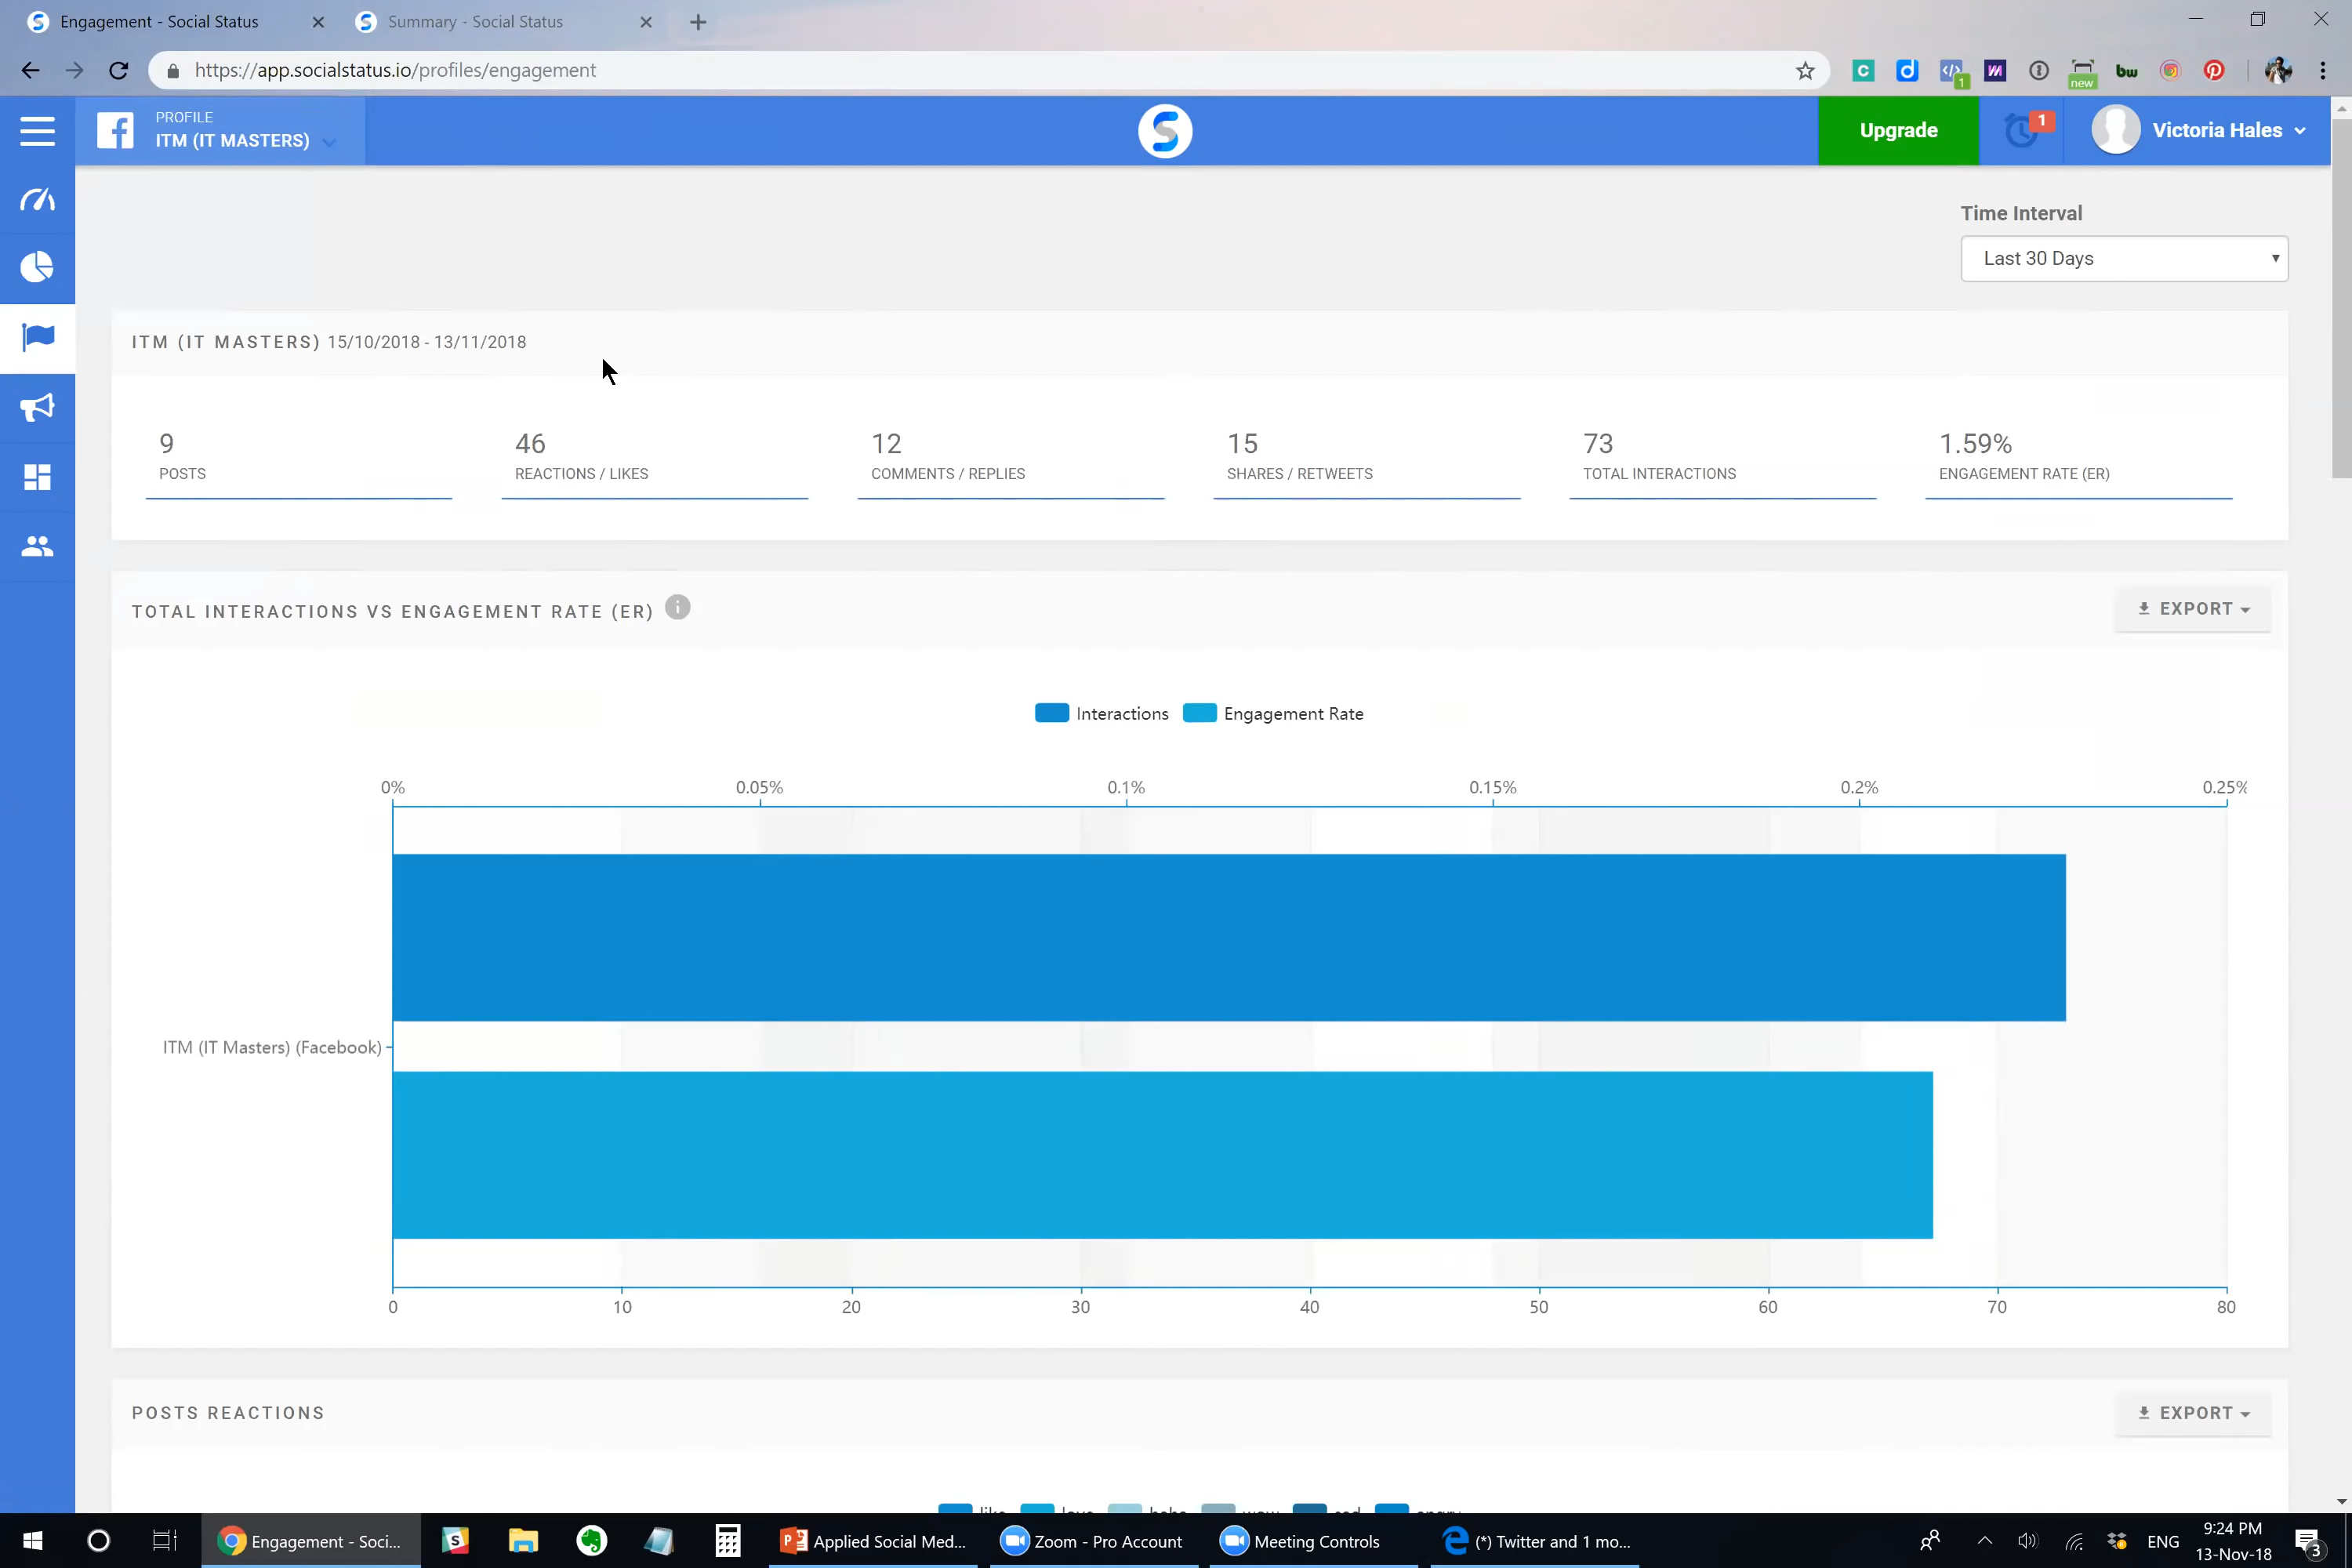 Engagement - Social Status
Summary - Social Status
https://app.socialstatus.io/profiles/engagement
1
new
bw
PROFILE
ITM (IT MASTERS)
Upgrade
1
Victoria Hales
Time Interval
Last 30 Days
ITM (IT MASTERS) 15/10/2018 - 13/11/2018
9 46 12 15 73 1.59%
POSTS REACTIONS / LIKES COMMENTS / REPLIES SHARES / RETWEETS TOTAL INTERACTIONS ENGAGEMENT RATE (ER)
TOTAL INTERACTIONS VS ENGAGEMENT RATE (ER)
EXPORT
Interactions Engagement Rate
0% 0.05% 0.1% 0.15% 0.2% 0.25%
ITM (IT Masters) (Facebook)
0 10 20 30 40 50 60 70 80
POSTS REACTIONS
EXPORT
Engagement - Soci...
Applied Social Med...
Zoom - Pro Account
Meeting Controls
(*) Twitter and 1 mo...
ENG
9:24 PM
13-Nov-18
3